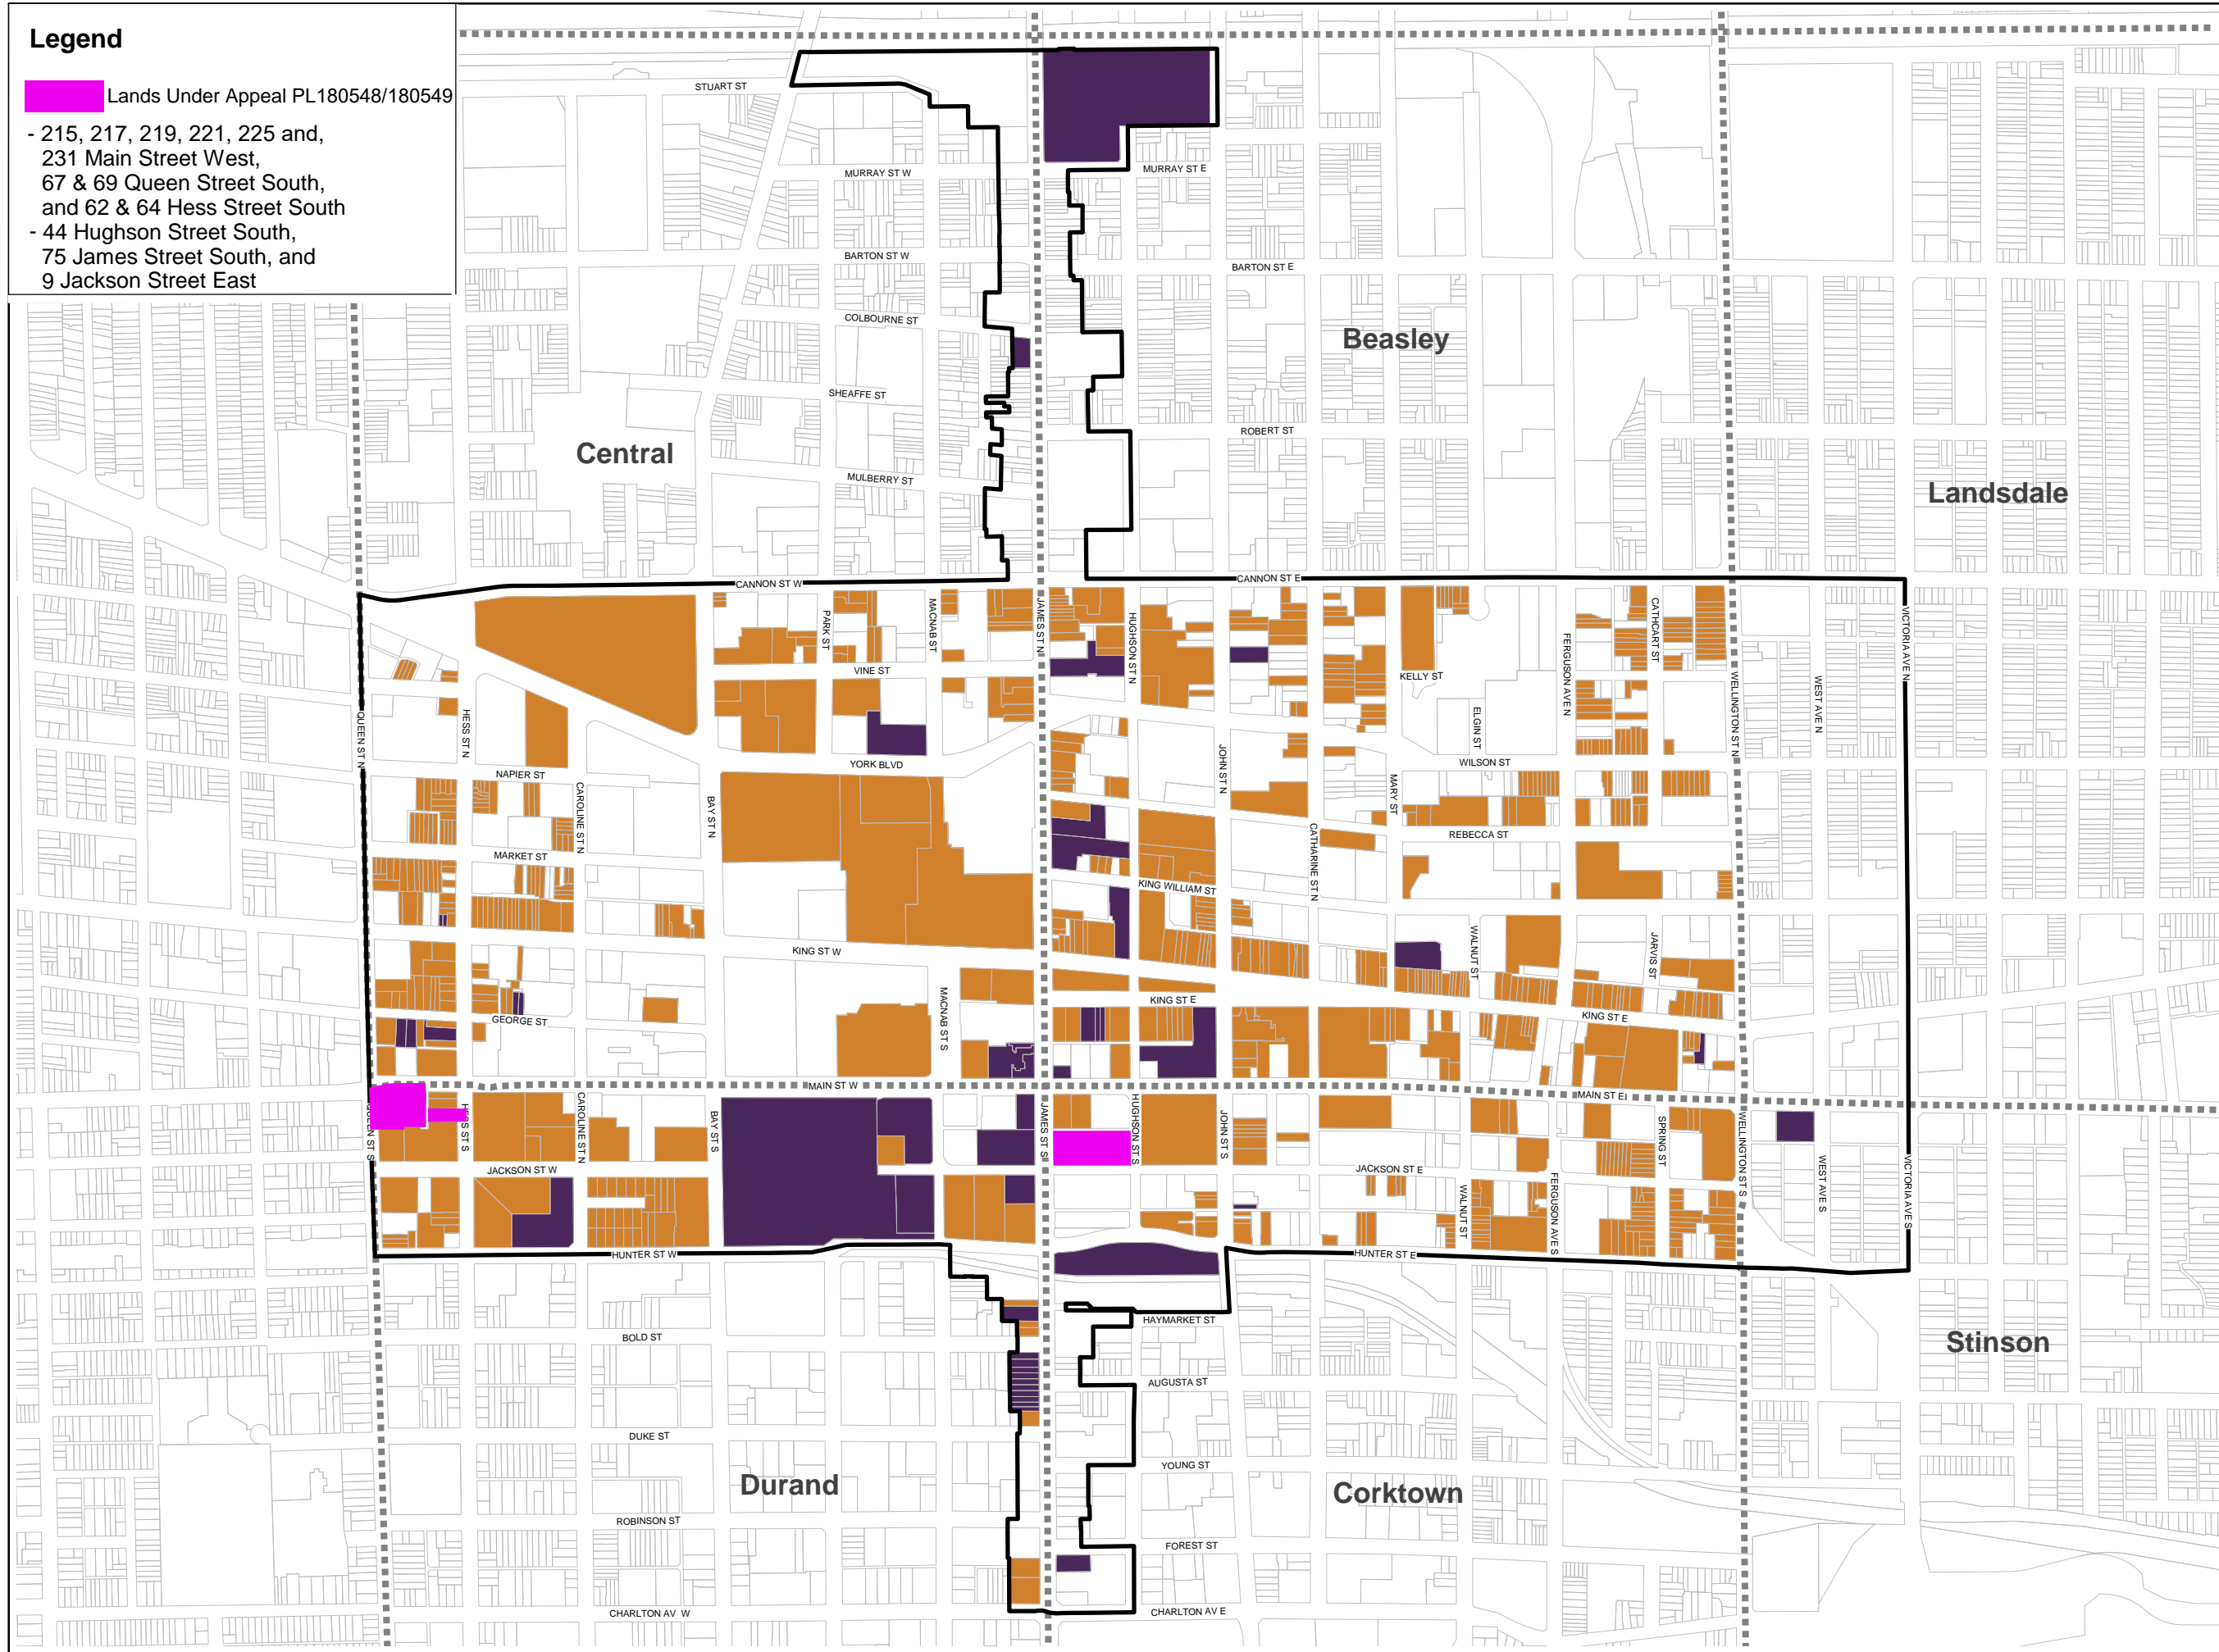 Legend
Lands Under Appeal PL180548/180549
- 215, 217, 219, 221, 225 and,
231 Main Street West,
67 & 69 Queen Street South,
and 62 & 64 Hess Street South
- 44 Hughson Street South,
75 James Street South, and
9 Jackson Street East
STUART ST
MURRAY ST W
MURRAY ST E
BARTON ST W
BARTON ST E
COLBOURNE ST
Beasley
SHEAFFE ST
ROBERT ST
Central
MULBERRY ST
Landsdale
CANNON ST W
CANNON ST E
PARK ST
MACNAB ST
JAMES ST N
HUGHSON ST N
FERGUSON AVE N
CATHCART ST
VICTORIA AVE N
VINE ST
KELLY ST
WELLINGTON ST N
WEST AVE N
QUEEN ST N
HESS ST N
ELGIN ST
NAPIER ST
YORK BLVD
JOHN ST N
WILSON ST
CAROLINE ST N
BAY ST N
MARY ST
REBECCA ST
MARKET ST
CATHARINE ST N
KING WILLIAM ST
KING ST W
WALNUT ST
JARVIS ST
MACNAB ST S
KING ST E
GEORGE ST
KING ST E
MAIN ST W
MAIN ST EI
QUEEN ST S
HESS ST S
CAROLINE ST N
BAY ST S
JAMES ST S
HUGHSON ST S
JOHN ST S
SPRING ST
WELLINGTON ST S
JACKSON ST W
JACKSON ST E
WALNUT ST
FERGUSON AVE S
WEST AVE S
VICTORIA AVE S
HUNTER ST W
HUNTER ST E
HAYMARKET ST
BOLD ST
Stinson
AUGUSTA ST
DUKE ST
YOUNG ST
Durand
Corktown
ROBINSON ST
FOREST ST
CHARLTON AV W
CHARLTON AV E